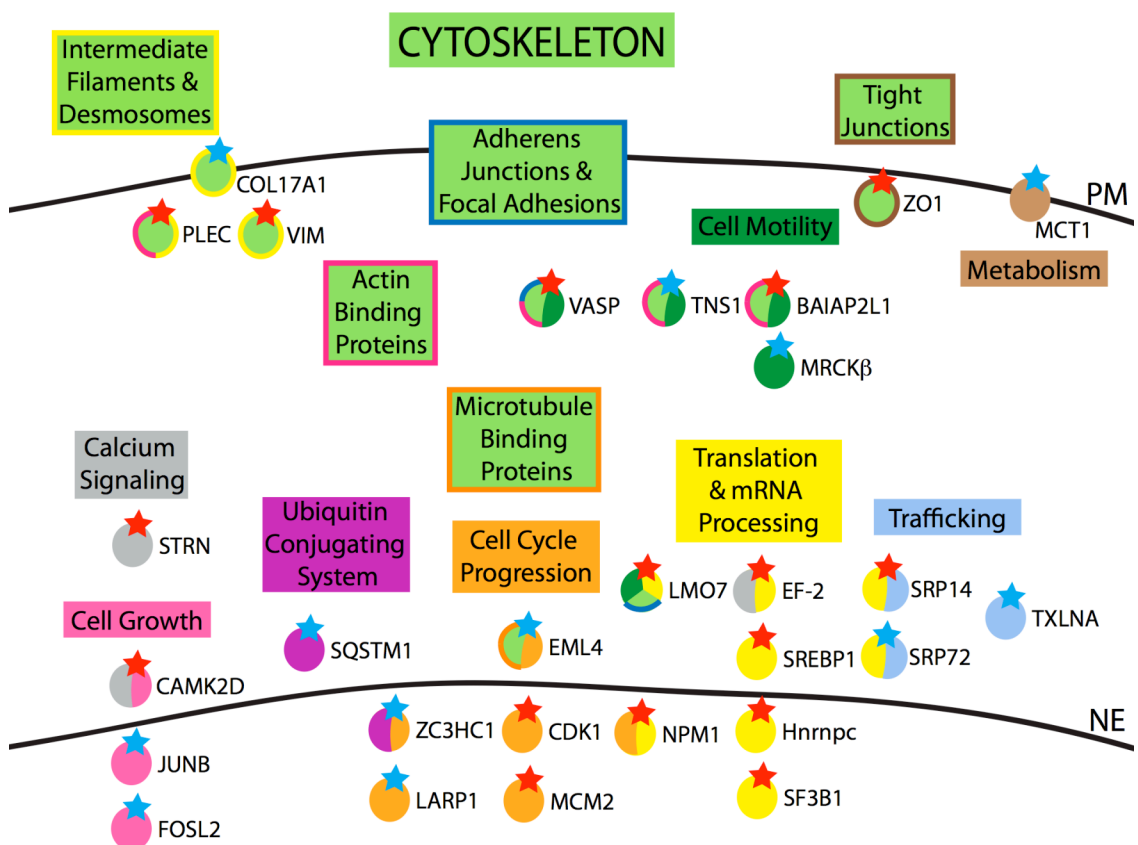 CYTOSKELETON
Intermediate
Filaments &
Desmosomes
Adherens
Junctions &
Focal Adhesions
Tight
Junctions
COL17A1
PLEC
VIM
ZO1
PM
MCT1
Metabolism
Cell Motility
Actin
Binding
Proteins
VASP
TNS1
BAIAP2L1
MRCKβ
Microtubule
Binding
Proteins
Calcium
Signaling
STRN
Ubiquitin
Conjugating
System
Cell Cycle
Progression
Translation
& mRNA
Processing
Trafficking
LMO7
EF-2
SRP14
TXLNA
Cell Growth
SQSTM1
EML4
SREBP1
SRP72
CAMK2D
NE
ZC3HC1
CDK1
NPM1
Hnrnpc
JUNB
LARP1
MCM2
SF3B1
FOSL2